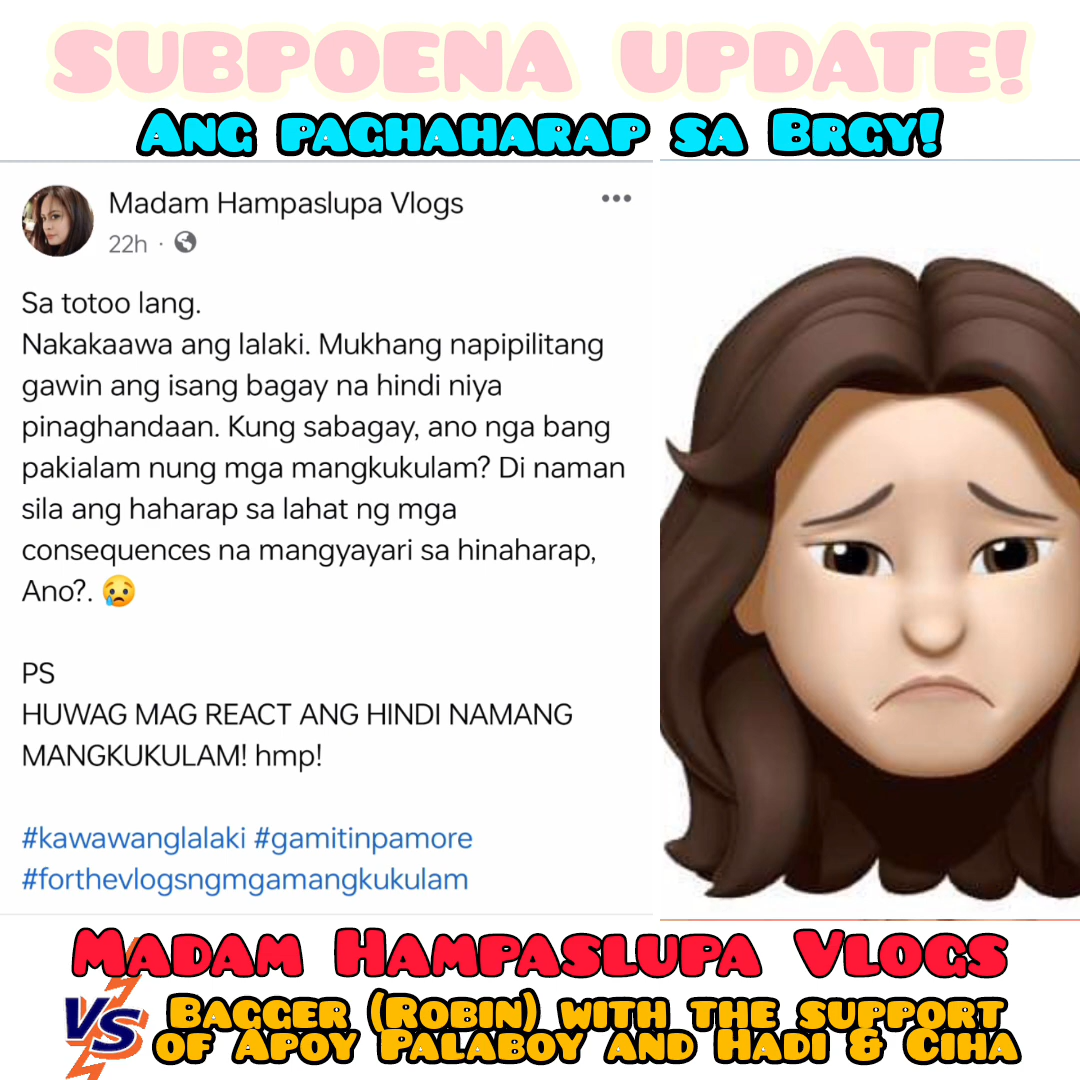 SUBPOENA UPDATE!
ANG PAGHAHARAP SA BRGY!
Madam Hampaslupa Vlogs
22h ·
Sa totoo lang.
Nakakaawa ang lalaki. Mukhang napipilitang
gawin ang isang bagay na hindi niya
pinaghandaan. Kung sabagay, ano nga bang
pakialam nung mga mangkukulam? Di naman
sila ang haharap sa lahat ng mga
consequences na mangyayari sa hinaharap,
Ano?. 😢
PS
HUWAG MAG REACT ANG HINDI NAMANG
MANGKUKULAM! hmp!
#kawawanglalaki #gamitinpamore
#forthevlogsngmgamangkukulam
MADAM HAMPASLUPA VLOGS
VS BAGGER (ROBIN) WITH THE SUPPORT
OF APOY PALABOY AND HADI & CIHA